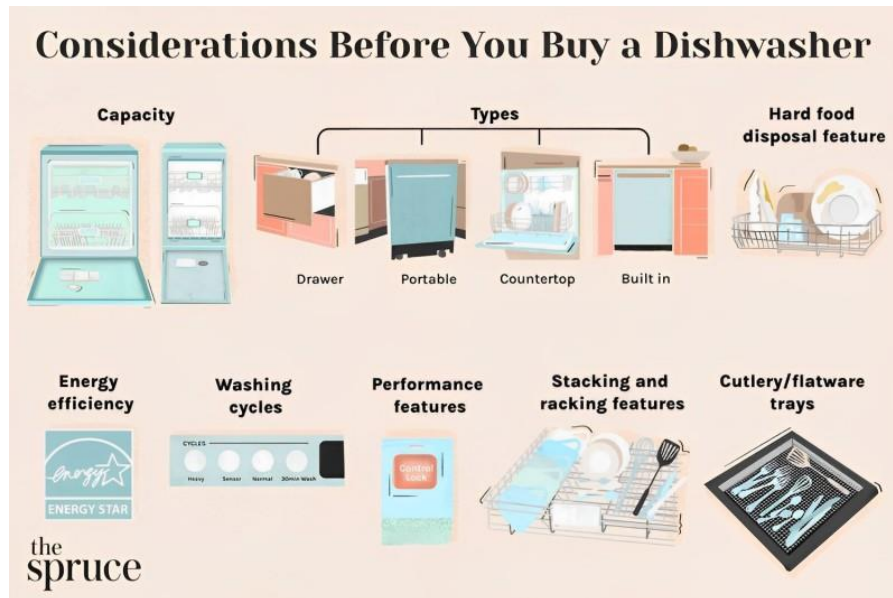 Considerations Before You Buy a Dishwasher
Capacity
Types
Hard food
disposal feature
Drawer
Portable
Countertop
Built in
Energy
efficiency
Washing
cycles
Performance
features
Stacking and
racking features
Cutlery/flatware
trays
energy
ENERGY STAR
CYCLES
Heavy
Sensor
Normal
30min Wash
Control
Lock
the
spruce